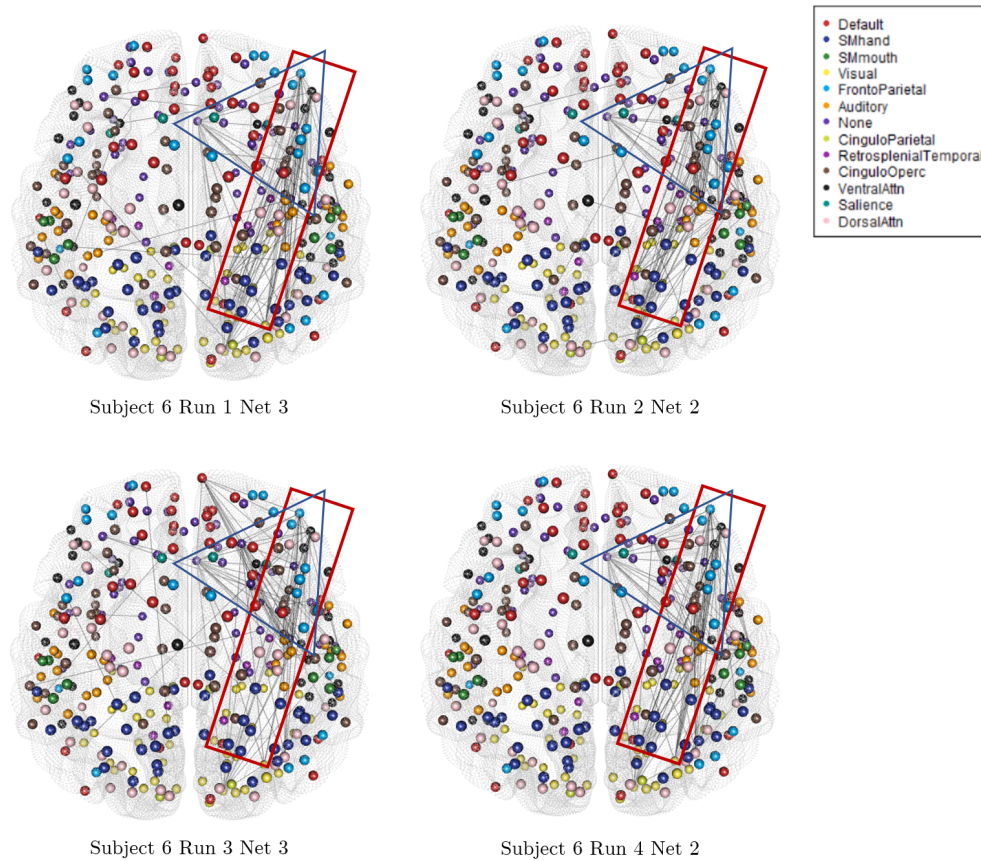 Default
SMhand
SMmouth
Visual
FrontoParietal
Auditory
None
CinguloParietal
RetrosplenialTemporal
CinguloOperc
VentralAttn
Salience
DorsalAttn
Subject 6 Run 1 Net 3
Subject 6 Run 2 Net 2
Subject 6 Run 3 Net 3
Subject 6 Run 4 Net 2